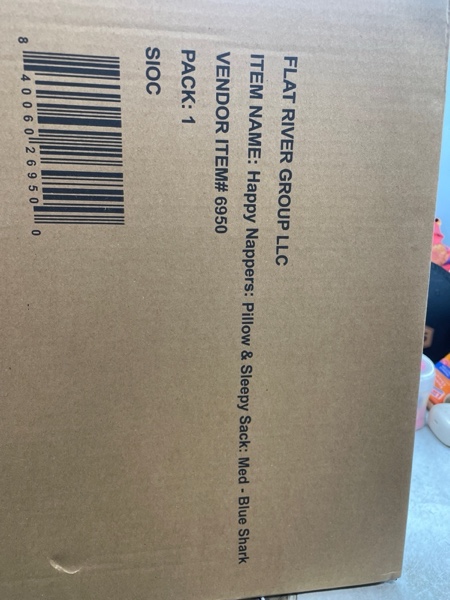 FLAT RIVER GROUP LLC
ITEM NAME: Happy Nappers: Pillow & Sleepy Sack: Med - Blue Shark
VENDOR ITEM# 6950
PACK: 1
SIOC
8 40060 26950 0